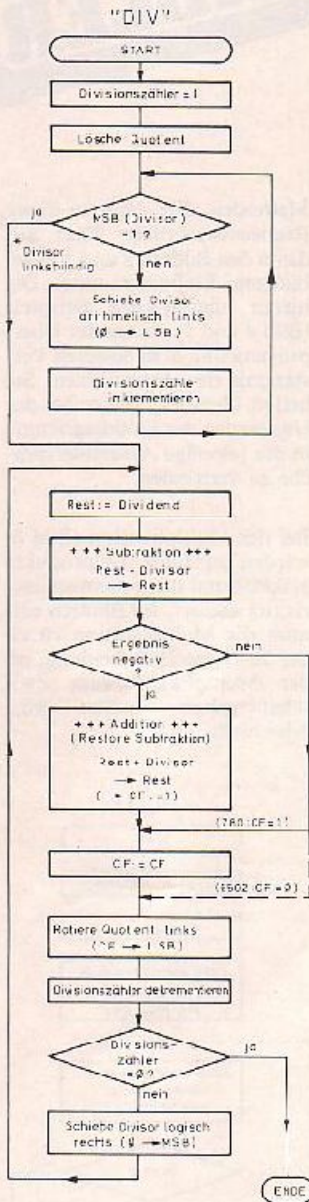 "DIV"
START
Divisionszähler = 1
Lösche Quotient
ja
MSB (Divisor)
= 1 ?
* Divisor
linksbündig
nein
Schiebe Divisor
arithmetisch links
(Ø → LSB)
Divisionszähler
inkrementieren
Rest := Dividend
+++ Subtraktion +++
Rest - Divisor
→ Rest
Ergebnis
negativ
?
nein
ja
+++ Addition +++
(Restore Subtraktion)
Rest + Divisor
→ Rest
(→ CF = 1)
(Z80: CF = 1)
CF := CF
(6502: CF = Ø)
Rotiere Quotient links
(CF → LSB)
Divisionszähler dekrementieren
Divisions-
Zähler
= Ø ?
ja
nein
Schiebe Divisor logisch
rechts (Ø → MSB)
ENDE